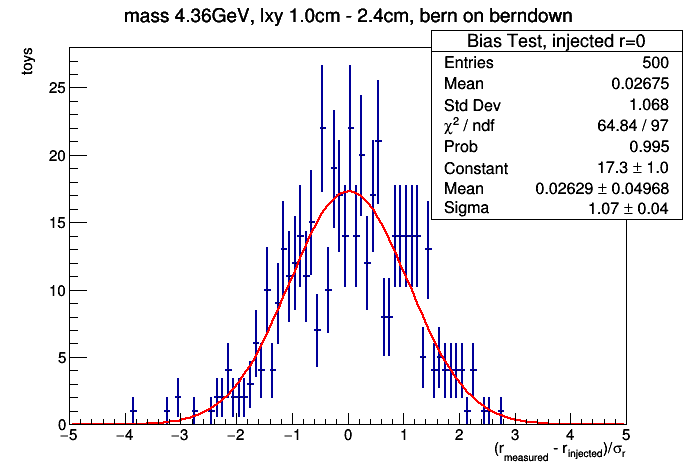 mass 4.36GeV, lxy 1.0cm - 2.4cm, bern on berndown
toys
Bias Test, injected r=0
Entries 500
Mean 0.02675
Std Dev 1.068
χ² / ndf 64.84 / 97
Prob 0.995
Constant 17.3 ± 1.0
Mean 0.02629 ± 0.04968
Sigma 1.07 ± 0.04
25
20
15
10
5
0
−5 −4 −3 −2 −1 0 1 2 3 4 5
(r_measured - r_injected)/σ_r